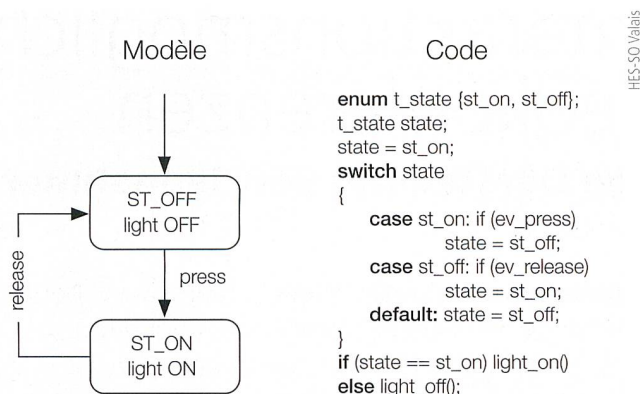 Modèle
ST_OFF
light OFF
press
release
ST_ON
light ON
Code
enum t_state {st_on, st_off};
t_state state;
state = st_on;
switch state
{
case st_on: if (ev_press)
state = st_off;
case st_off: if (ev_release)
state = st_on;
default: state = st_off;
}
if (state == st_on) light_on()
else light_off();
HES-SO Valais